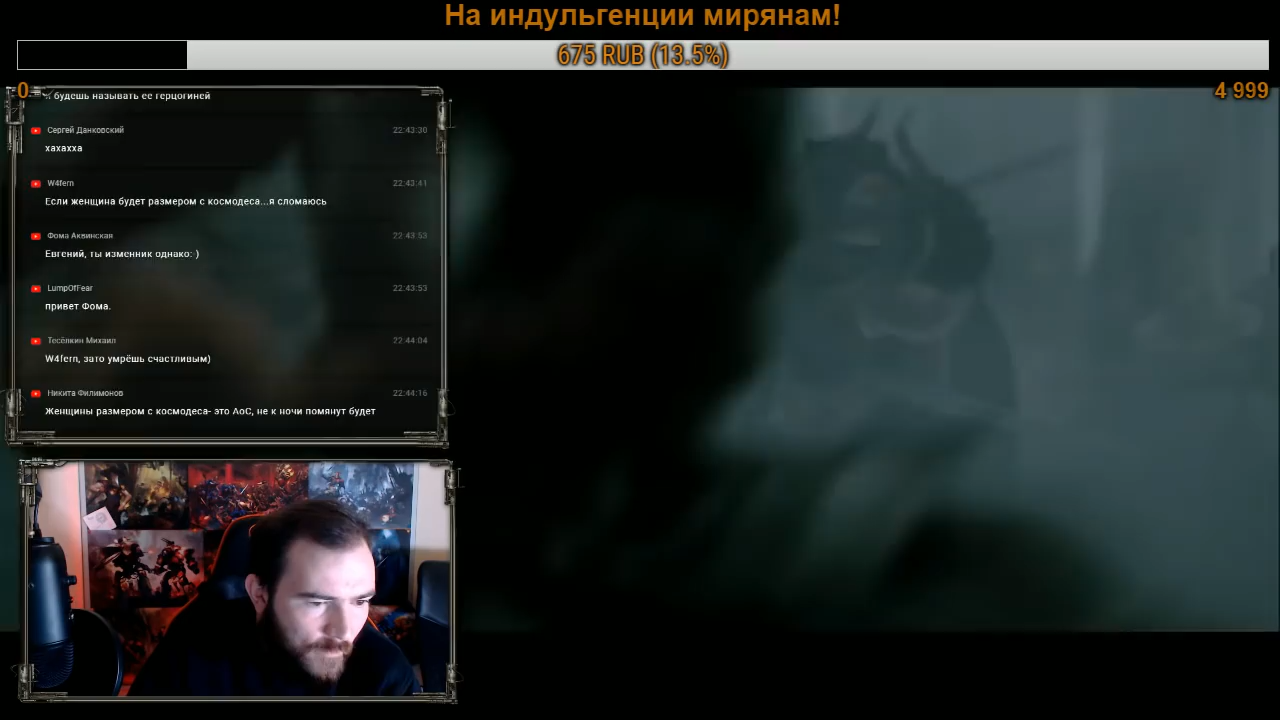 На индульгенции мирянам!
675 RUB (13.5%)
0
4 999
будешь называть ее герцогиней
Сергей Данковский 22:43:30
хахахха
W4fern 22:43:41
Если женщина будет размером с космодеса...я сломаюсь
Фома Аквинская 22:43:53
Евгений, ты изменник однако:-)
LumpOfFear 22:43:53
привет Фома.
Тесёлкин Михаил 22:44:04
W4fern, зато умрёшь счастливым)
Никита Филимонов 22:44:16
Женщины размером с космодеса- это АоС, не к ночи помянут будет